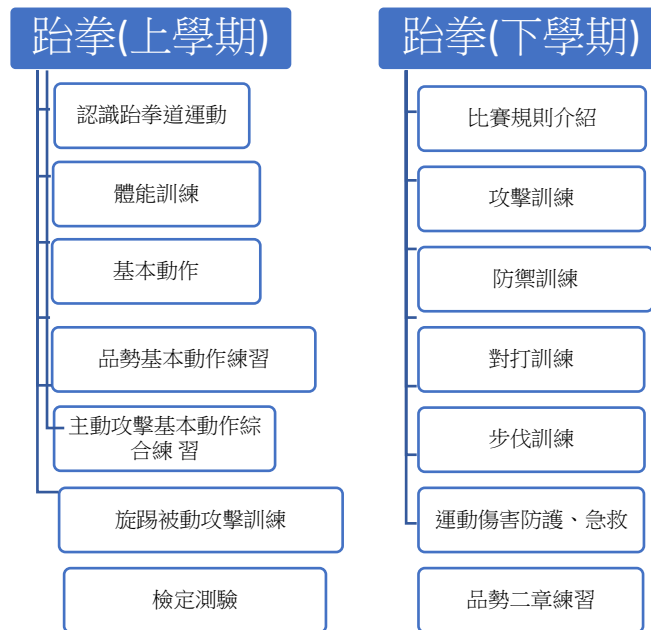 跆拳(上學期)
認識跆拳道運動
體能訓練
基本動作
品勢基本動作練習
主動攻擊基本動作綜
合練 習
旋踢被動攻擊訓練
檢定測驗
跆拳(下學期)
比賽規則介紹
攻擊訓練
防禦訓練
對打訓練
步伐訓練
運動傷害防護、急救
品勢二章練習